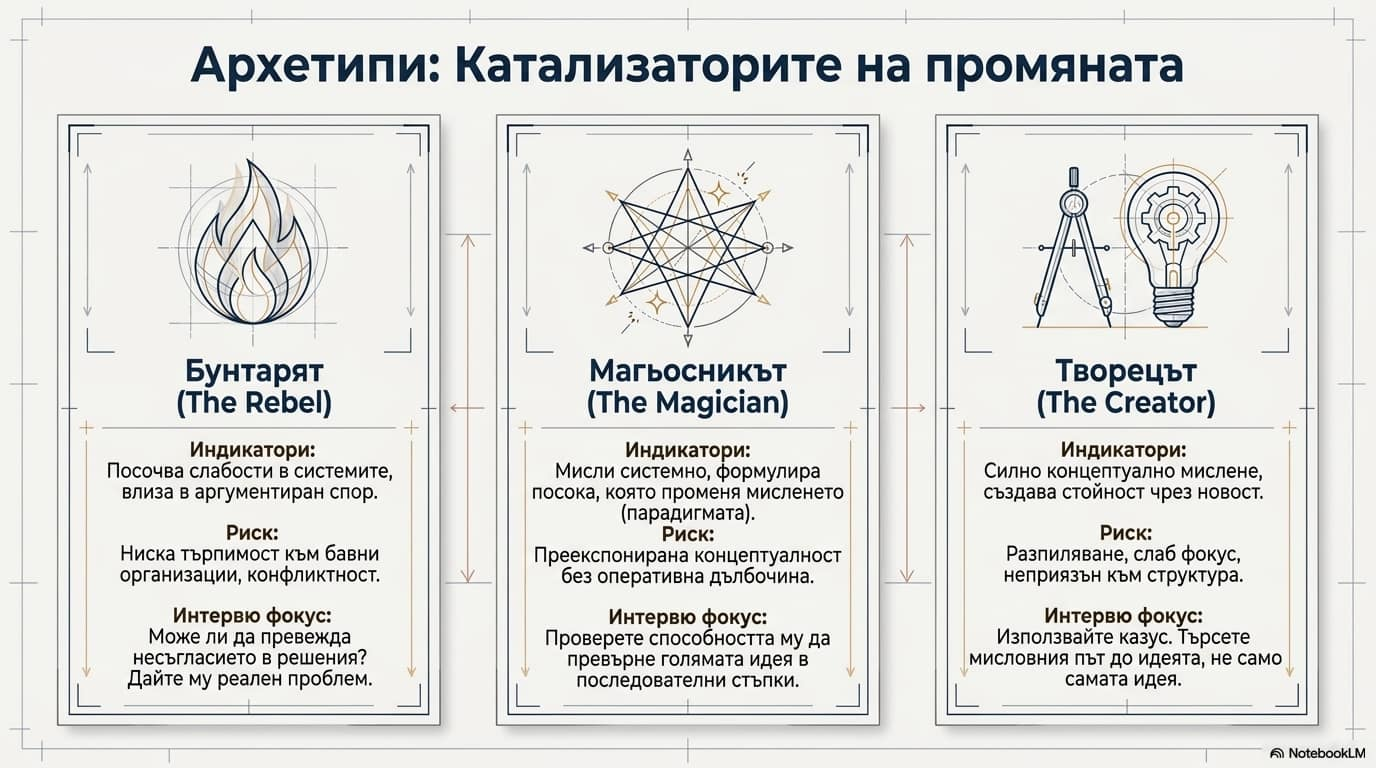 Архетипи: Катализаторите на промяната
Бунтарят
(The Rebel)
Индикатори:
Посочва слабости в системите,
влиза в аргументиран спор.
Риск:
Ниска търпимост към бавни
организации, конфликтност.
Интервю фокус:
Може ли да превежда
несъгласието в решения?
Дайте му реален проблем.
Магьосникът
(The Magician)
Индикатори:
Мисли системно, формулира
посока, която променя мисленето
(парадигмата).
Риск:
Преекспонирана концептуалност
без оперативна дълбочина.
Интервю фокус:
Проверете способността му да
превърне голямата идея в
последователни стъпки.
Творецът
(The Creator)
Индикатори:
Силно концептуално мислене,
създава стойност чрез новост.
Риск:
Разпиляване, слаб фокус,
неприязън към структура.
Интервю фокус:
Използвайте казус. Търсете
мисловния път до идеята, не само
самата идея.
NotebookLM